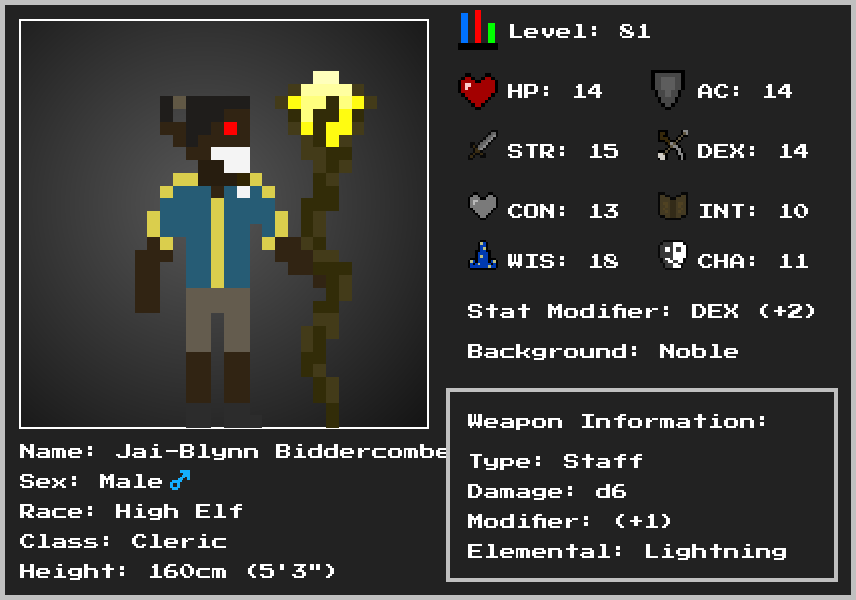 Level: 81
HP: 14
AC: 14
STR: 15
DEX: 14
CON: 13
INT: 10
WIS: 18
CHA: 11
Stat Modifier: DEX (+2)
Background: Noble
Weapon Information:
Type: Staff
Damage: d6
Modifier: (+1)
Elemental: Lightning
Name: Jai-Blynn Biddercombe
Sex: Male ♂
Race: High Elf
Class: Cleric
Height: 160cm (5'3")